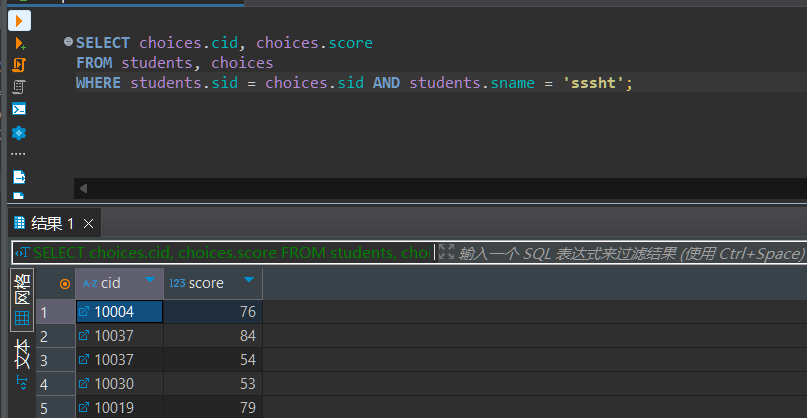 SELECT choices.cid, choices.score
FROM students, choices
WHERE students.sid = choices.sid AND students.sname = 'sssht';
结果 1
SELECT choices.cid, choices.score FROM students, cho
输入一个 SQL 表达式来过滤结果 (使用 Ctrl+Space)
网格
文本
A-Z cid 123 score
1 10004 76
2 10037 84
3 10037 54
4 10030 53
5 10019 79